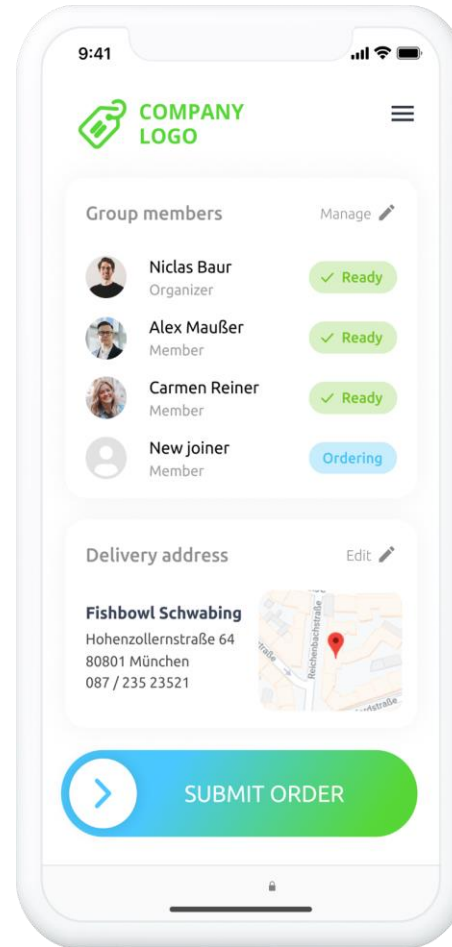 9:41
COMPANY
LOGO
Group members
Manage
Niclas Baur
Organizer
Ready
Alex Maußer
Member
Ready
Carmen Reiner
Member
Ready
New joiner
Member
Ordering
Delivery address
Edit
Fishbowl Schwabing
Hohenzollernstraße 64
80801 München
087 / 235 23521
Reichenbachstraße
SUBMIT ORDER